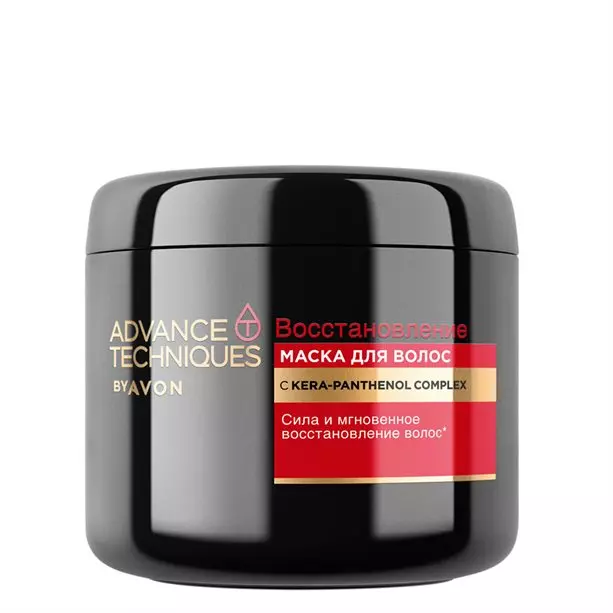 ADVANCE
TECHNIQUES
BY AVON
Восстановление
МАСКА ДЛЯ ВОЛОС
С KERA-PANTHENOL COMPLEX
Сила и мгновенное
восстановление волос*